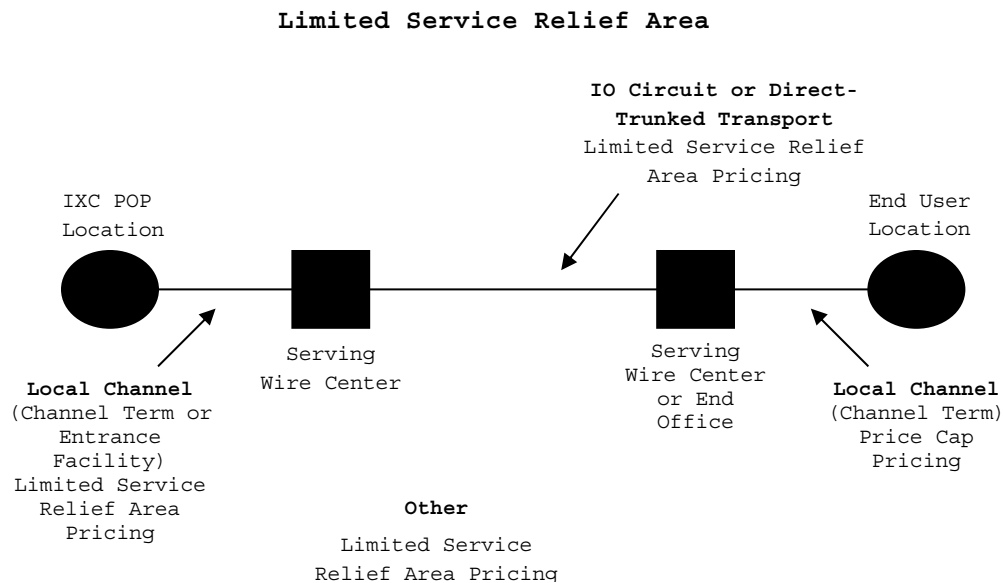 Limited Service Relief Area
IO Circuit or Direct-
Trunked Transport
Limited Service Relief
Area Pricing
IXC POP
Location
End User
Location
Serving
Wire Center
Serving
Wire Center
or End
Office
Local Channel
(Channel Term or
Entrance
Facility)
Limited Service
Relief Area
Pricing
Local Channel
(Channel Term)
Price Cap
Pricing
Other
Limited Service
Relief Area Pricing